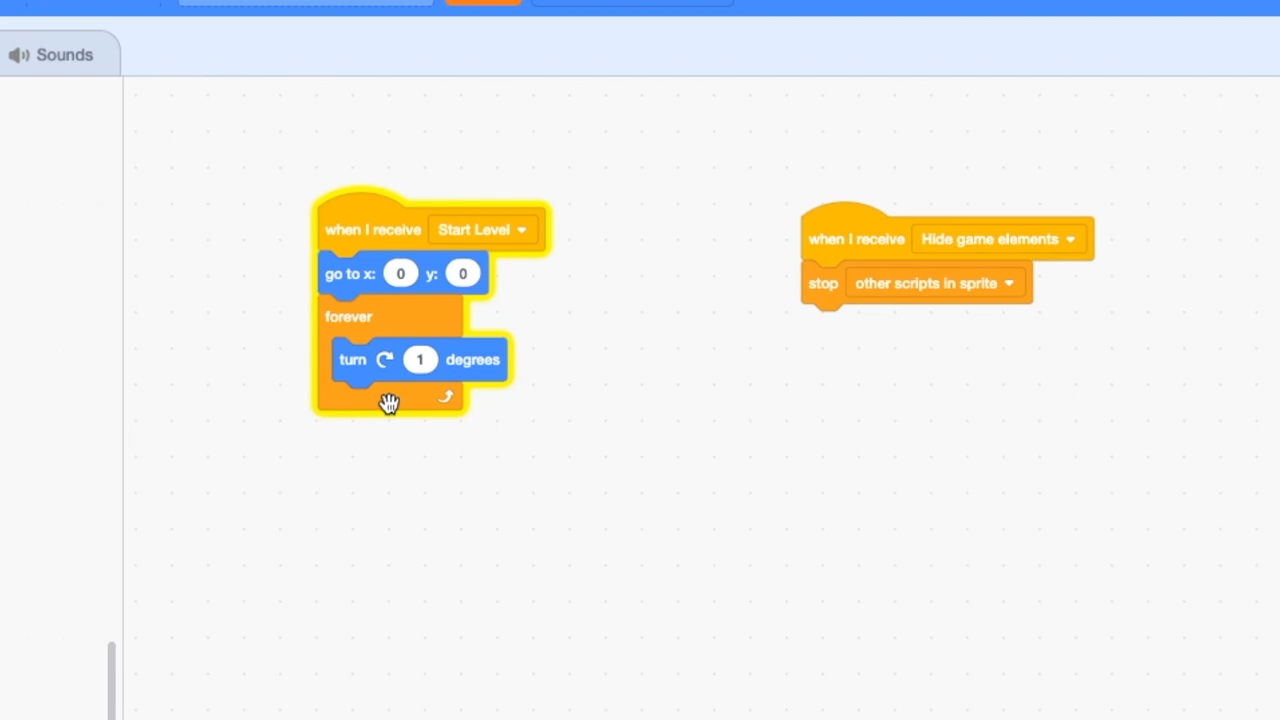 Sounds
when I receive Start Level
go to x: 0 y: 0
forever
turn 1 degrees
when I receive Hide game elements
stop other scripts in sprite